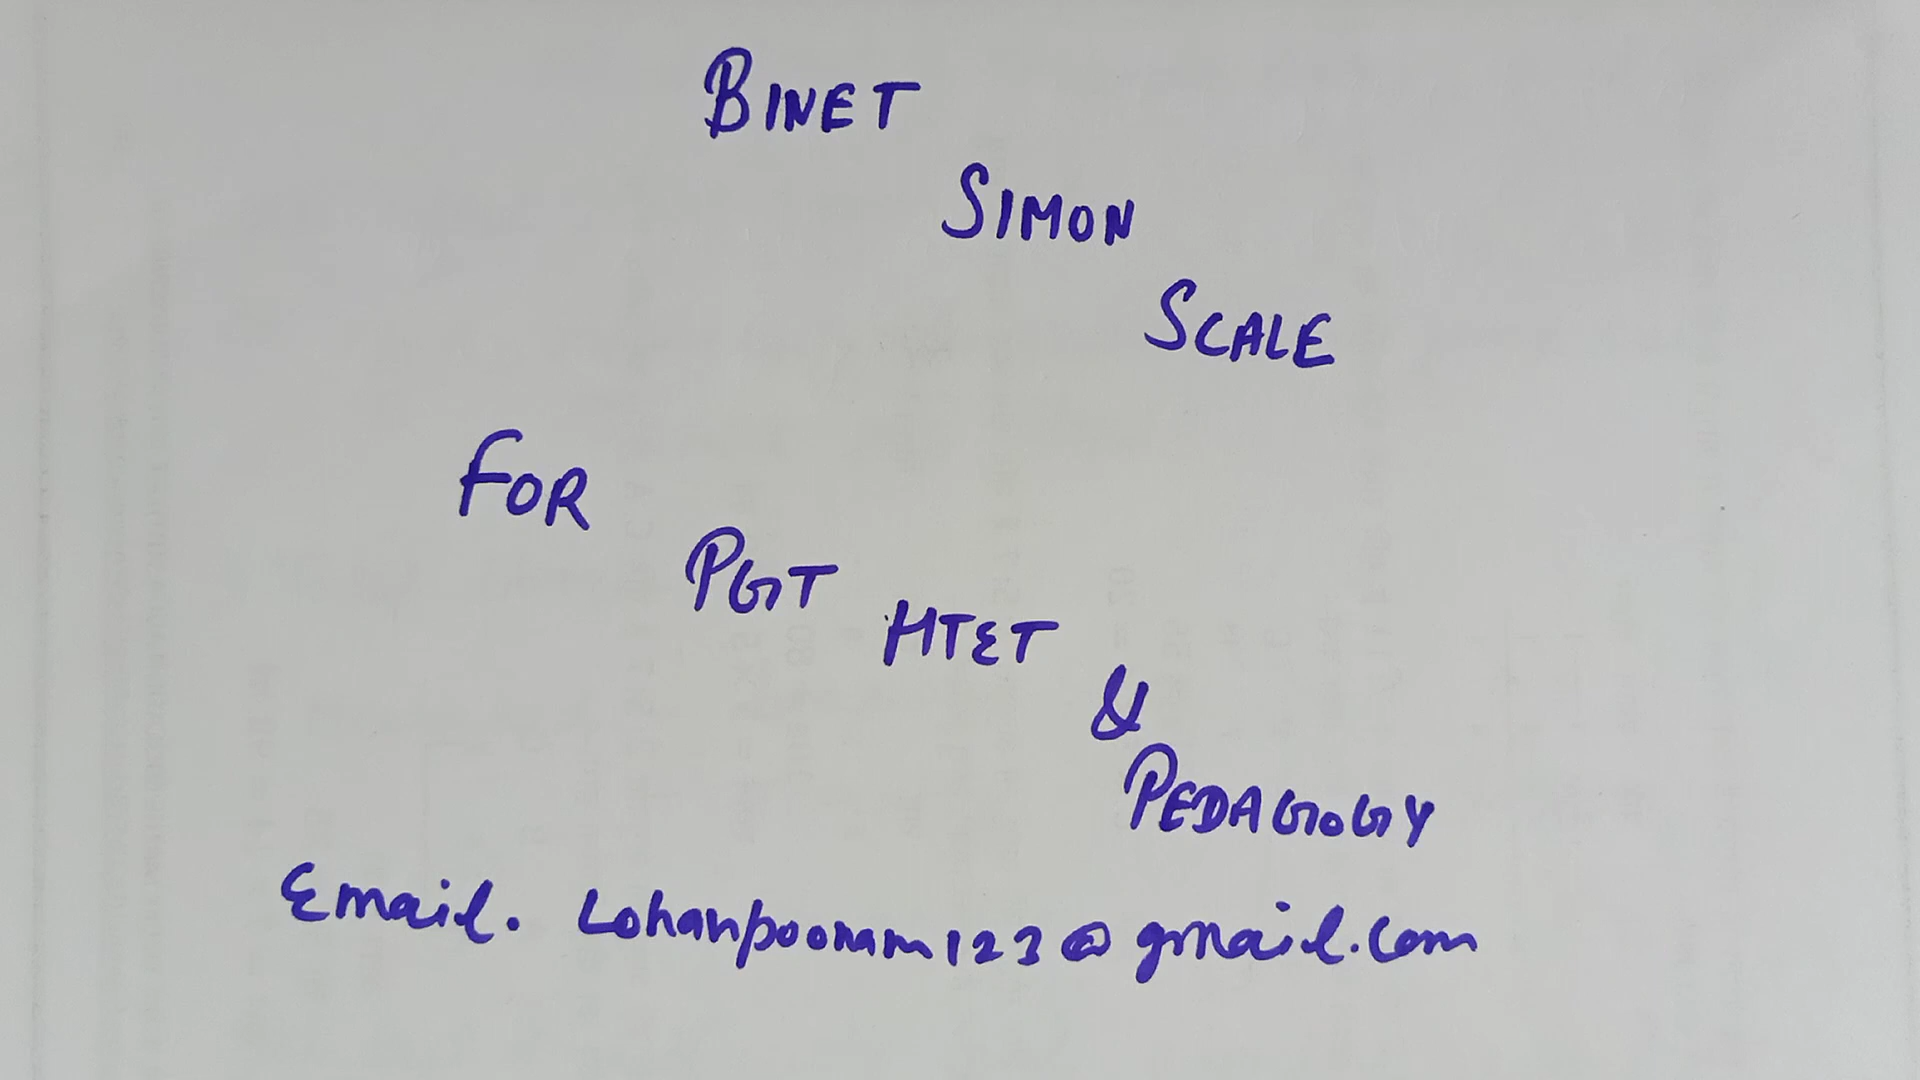 BINET
SIMON
SCALE
FOR
PGT
HTET
&
PEDAGOGY
Email. Lohanpoonam123@gmail.com